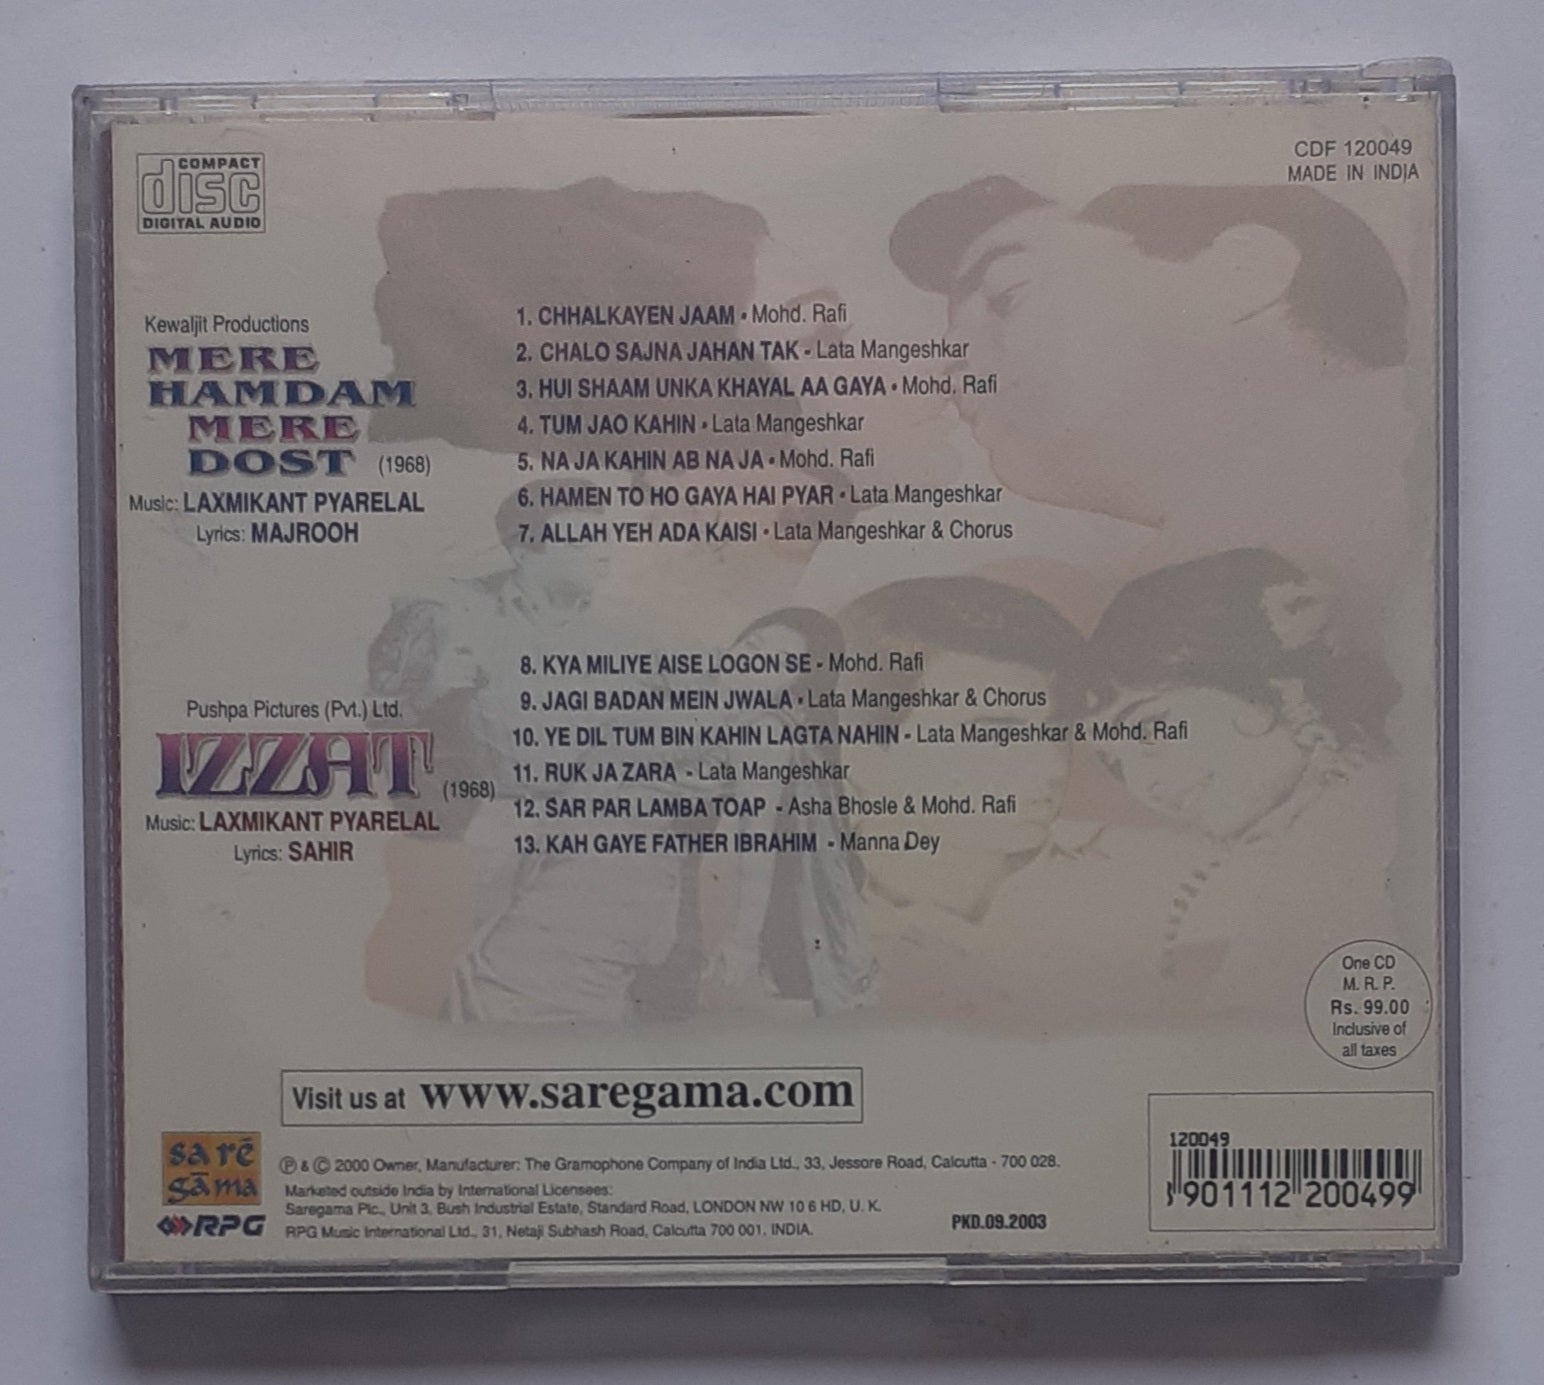 COMPACT
disc
DIGITAL AUDIO
CDF 120049
MADE IN INDIA
Kewaljit Productions
MERE
HAMDAM
MERE
DOST (1968)
Music: LAXMIKANT PYARELAL
Lyrics: MAJROOH
1. CHHALKAYEN JAAM • Mohd. Rafi
2. CHALO SAJNA JAHAN TAK - Lata Mangeshkar
3. HUI SHAAM UNKA KHAYAL AA GAYA • Mohd. Rafi
4. TUM JAO KAHIN • Lata Mangeshkar
5. NA JA KAHIN AB NA JA • Mohd. Rafi
6. HAMEN TO HO GAYA HAI PYAR • Lata Mangeshkar
7. ALLAH YEH ADA KAISI • Lata Mangeshkar & Chorus
Pushpa Pictures (Pvt.) Ltd.
IZZAT (1968)
Music: LAXMIKANT PYARELAL
Lyrics: SAHIR
8. KYA MILIYE AISE LOGON SE - Mohd. Rafi
9. JAGI BADAN MEIN JWALA • Lata Mangeshkar & Chorus
10. YE DIL TUM BIN KAHIN LAGTA NAHIN - Lata Mangeshkar & Mohd. Rafi
11. RUK JA ZARA - Lata Mangeshkar
12. SAR PAR LAMBA TOAP - Asha Bhosle & Mohd. Rafi
13. KAH GAYE FATHER IBRAHIM - Manna Dey
One CD
M. R. P.
Rs. 99.00
Inclusive of
all taxes
Visit us at www.saregama.com
sa rē
gā ma
RPG
℗ & © 2000 Owner, Manufacturer: The Gramophone Company of India Ltd., 33, Jessore Road, Calcutta - 700 028.
Marketed outside India by International Licensees:
Saregama Plc., Unit 3, Bush Industrial Estate, Standard Road, LONDON NW 10 6 HD, U. K.
RPG Music International Ltd., 31, Netaji Subhash Road, Calcutta 700 001. INDIA.
PKD.09.2003
120049
901112 200499